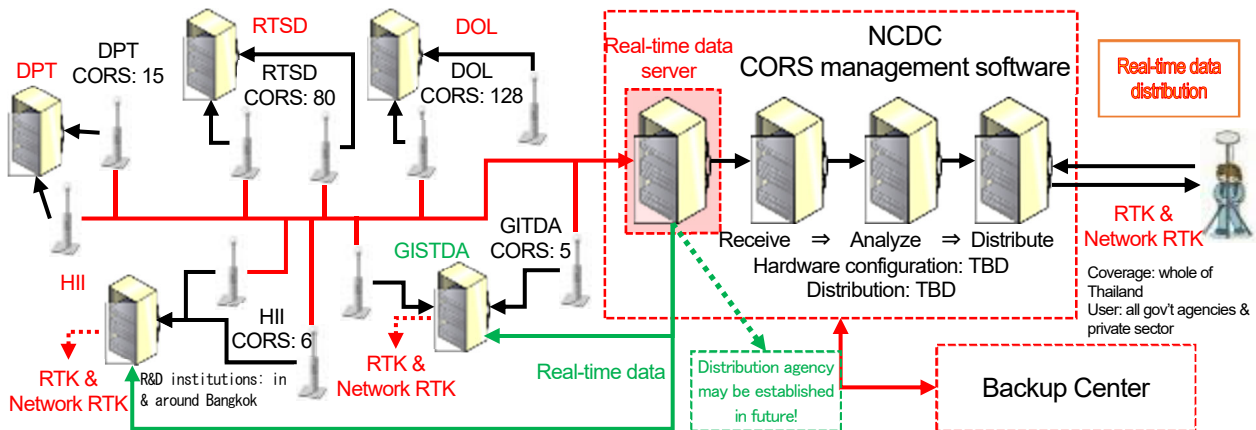 DPT
DPT
CORS: 15
RTSD
RTSD
CORS: 80
DOL
DOL
CORS: 128
Real-time data
server
NCDC
CORS management software
Receive ⇒ Analyze ⇒ Distribute
Hardware configuration: TBD
Distribution: TBD
Real-time data
distribution
RTK &
Network RTK
Coverage: whole of
Thailand
User: all gov't agencies &
private sector
HII
HII
CORS: 6
RTK &
Network RTK
R&D institutions: in
& around Bangkok
GISTDA
GITDA
CORS: 5
RTK &
Network RTK
Real-time data
Distribution agency
may be established
in future!
Backup Center